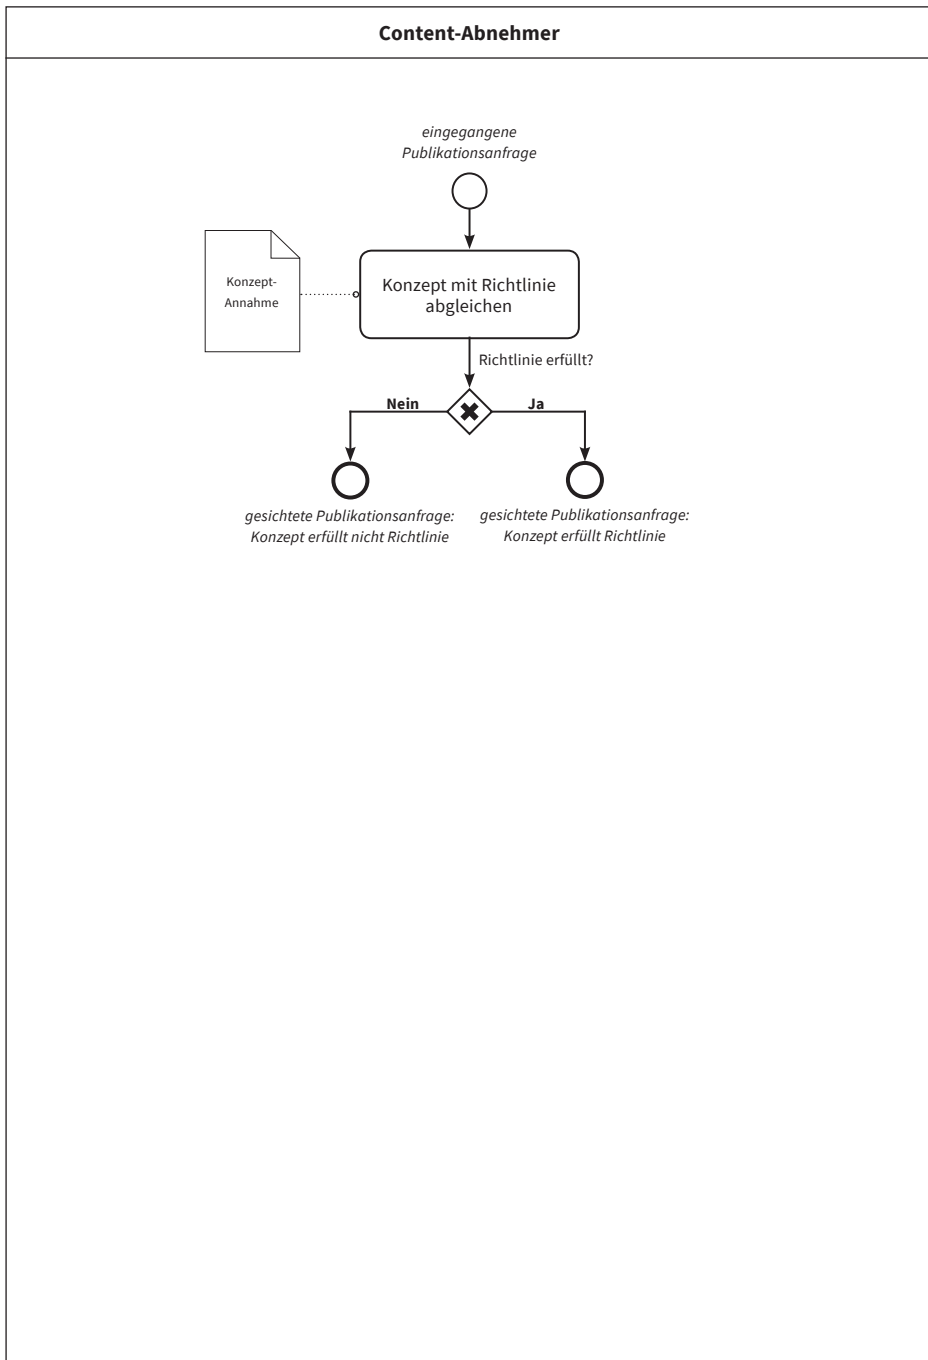 Content-Abnehmer
eingegangene
Publikationsanfrage
Konzept-
Annahme
Konzept mit Richtlinie
abgleichen
Richtlinie erfüllt?
Nein
Ja
gesichtete Publikationsanfrage:
Konzept erfüllt nicht Richtlinie
gesichtete Publikationsanfrage:
Konzept erfüllt Richtlinie